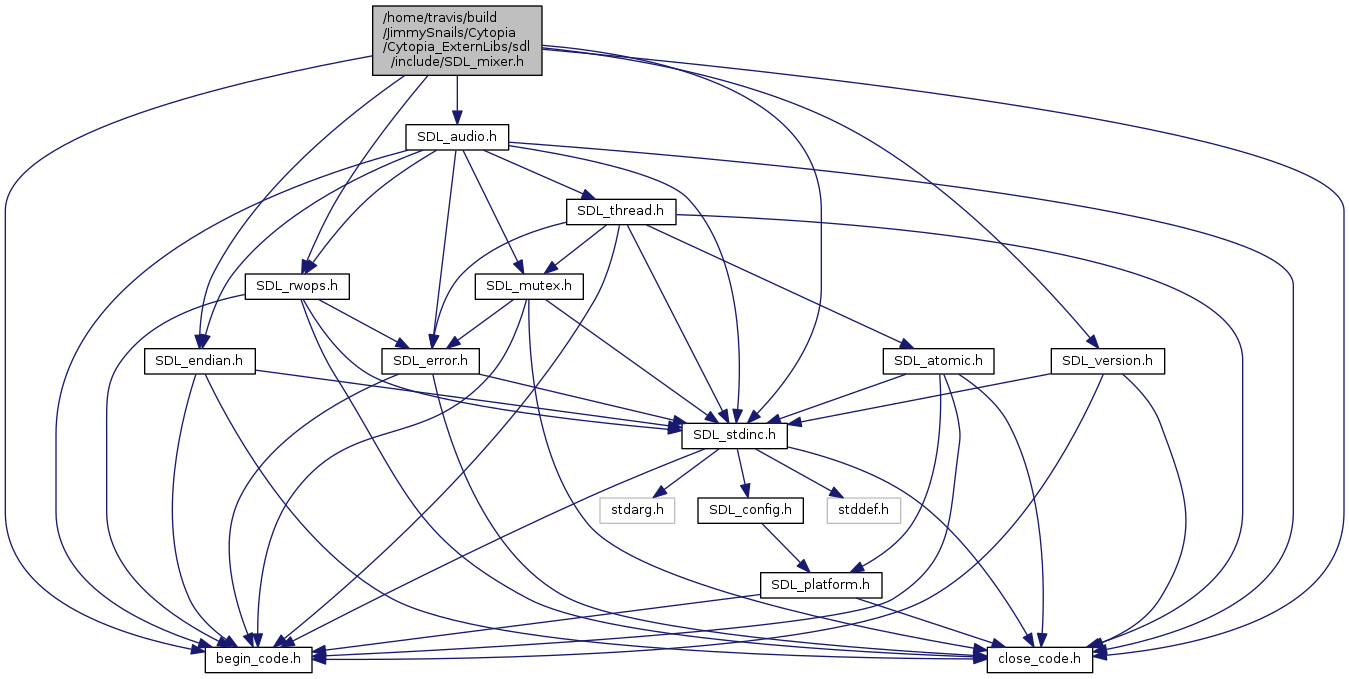 /home/travis/build
/JimmySnails/Cytopia
/Cytopia_ExternLibs/sdl
/include/SDL_mixer.h
SDL_audio.h
SDL_thread.h
SDL_rwops.h
SDL_mutex.h
SDL_endian.h
SDL_error.h
SDL_atomic.h
SDL_version.h
SDL_stdinc.h
stdarg.h
SDL_config.h
stddef.h
SDL_platform.h
begin_code.h
close_code.h